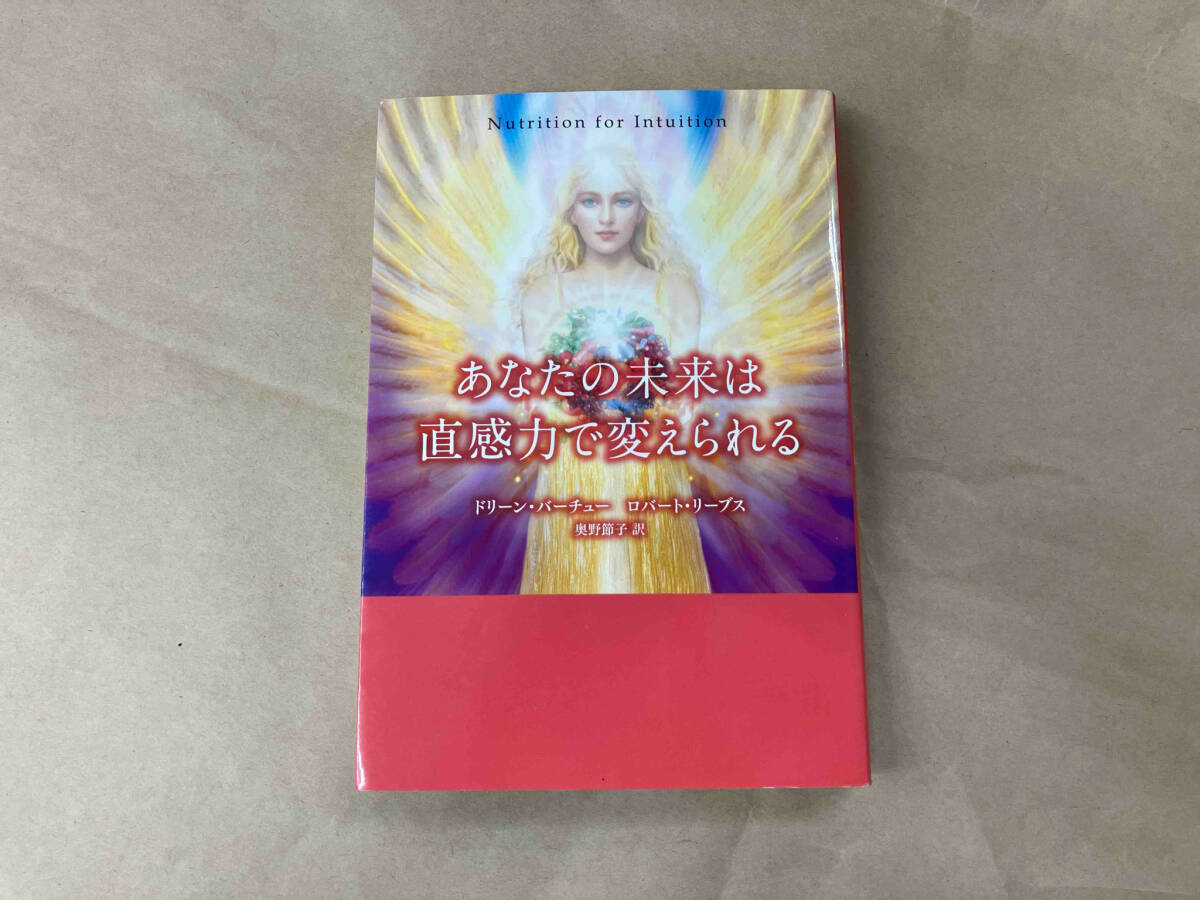 Nutrition for Intuition
あなたの未来は
直感力で変えられる
ドリーン・バーチュー　ロバート・リーブス
奥野節子 訳